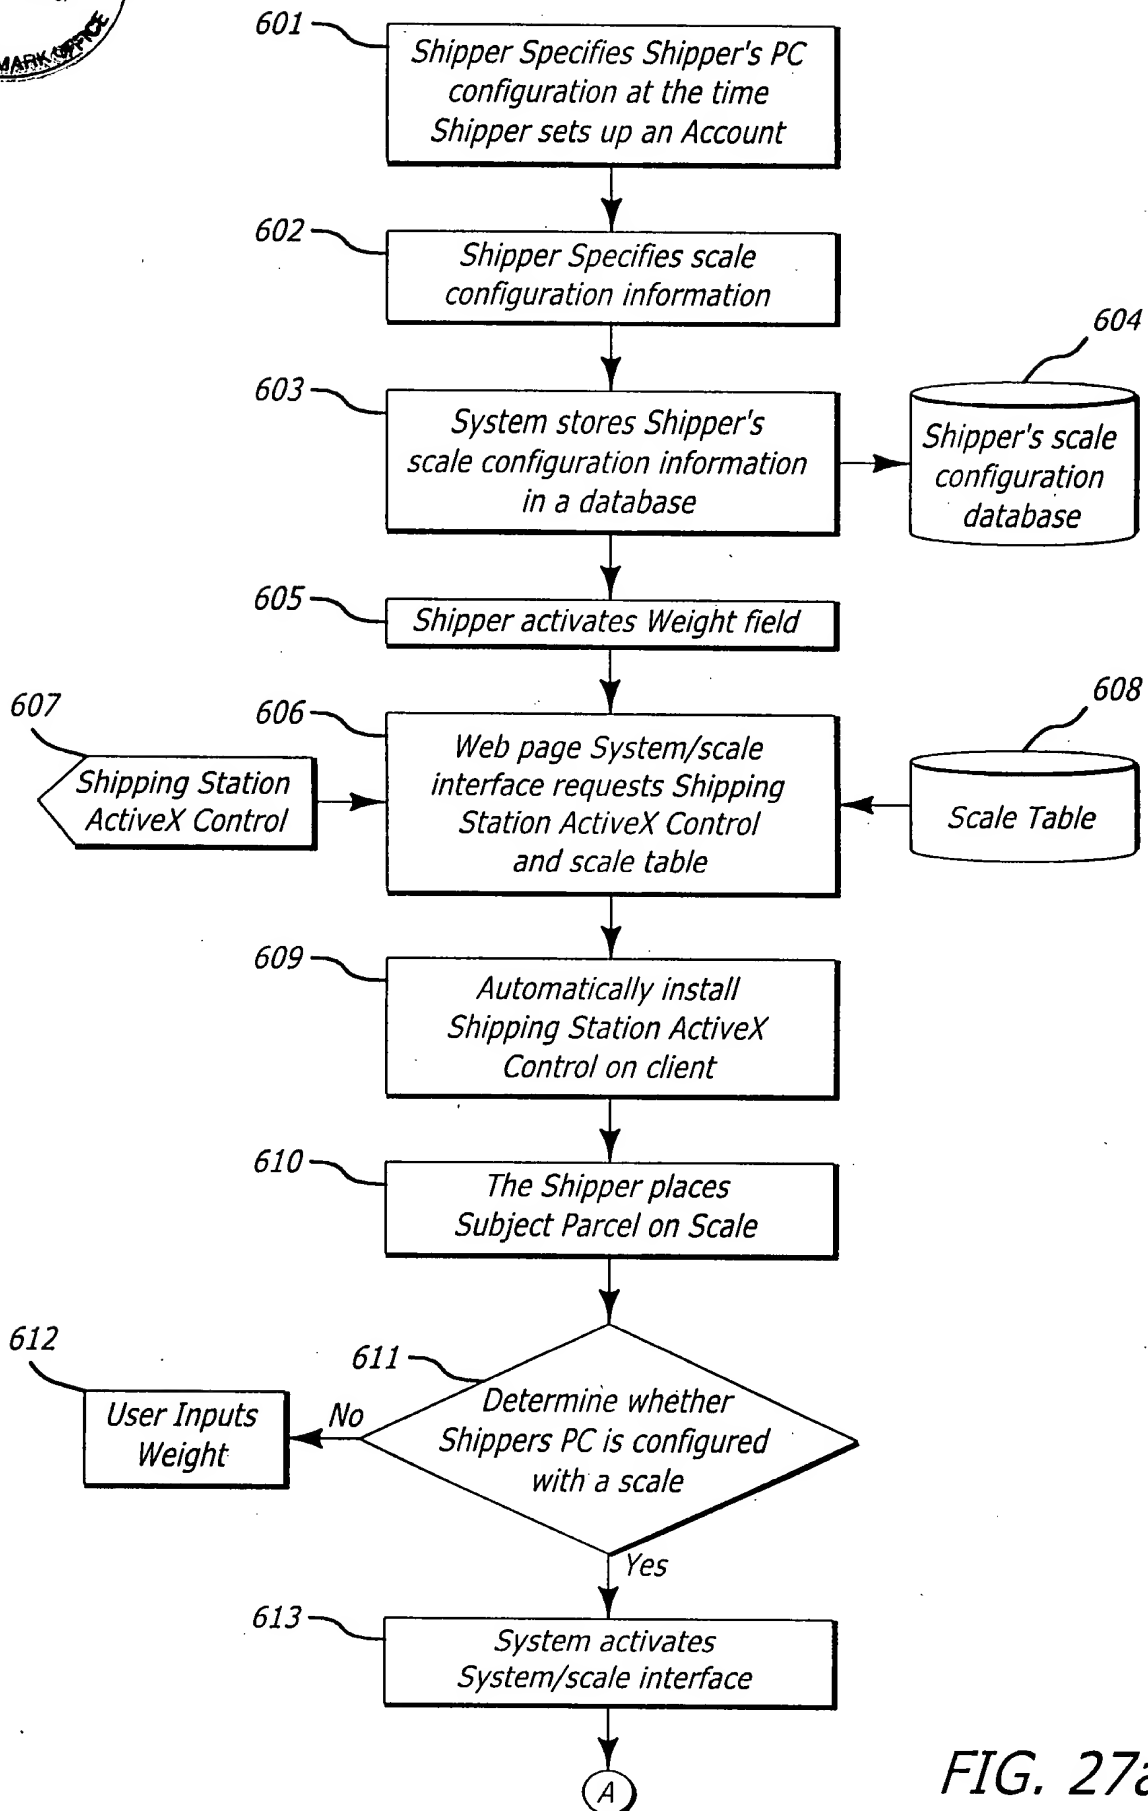 MARK OFFICE
601
Shipper Specifies Shipper's PC
configuration at the time
Shipper sets up an Account
602
Shipper Specifies scale
configuration information
603
System stores Shipper's
scale configuration information
in a database
604
Shipper's scale
configuration
database
605
Shipper activates Weight field
607
Shipping Station
ActiveX Control
606
Web page System/scale
interface requests Shipping
Station ActiveX Control
and scale table
608
Scale Table
609
Automatically install
Shipping Station ActiveX
Control on client
610
The Shipper places
Subject Parcel on Scale
611
Determine whether
Shippers PC is configured
with a scale
No
612
User Inputs
Weight
Yes
613
System activates
System/scale interface
A
FIG. 27a